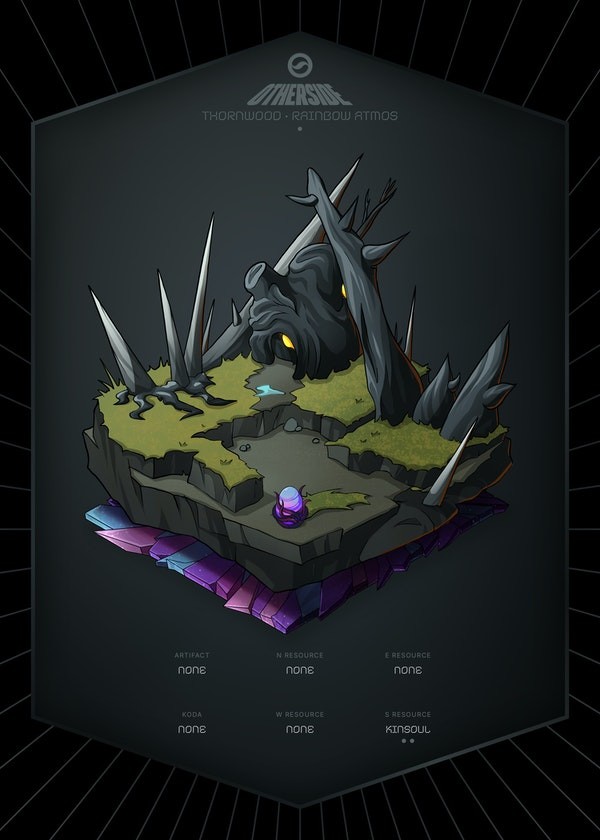 OTHERSIDE
THORNWOOD • RAINBOW ATMOS
ARTIFACT N RESOURCE E RESOURCE
NONE NONE NONE
KODA W RESOURCE S RESOURCE
NONE NONE KINSOUL